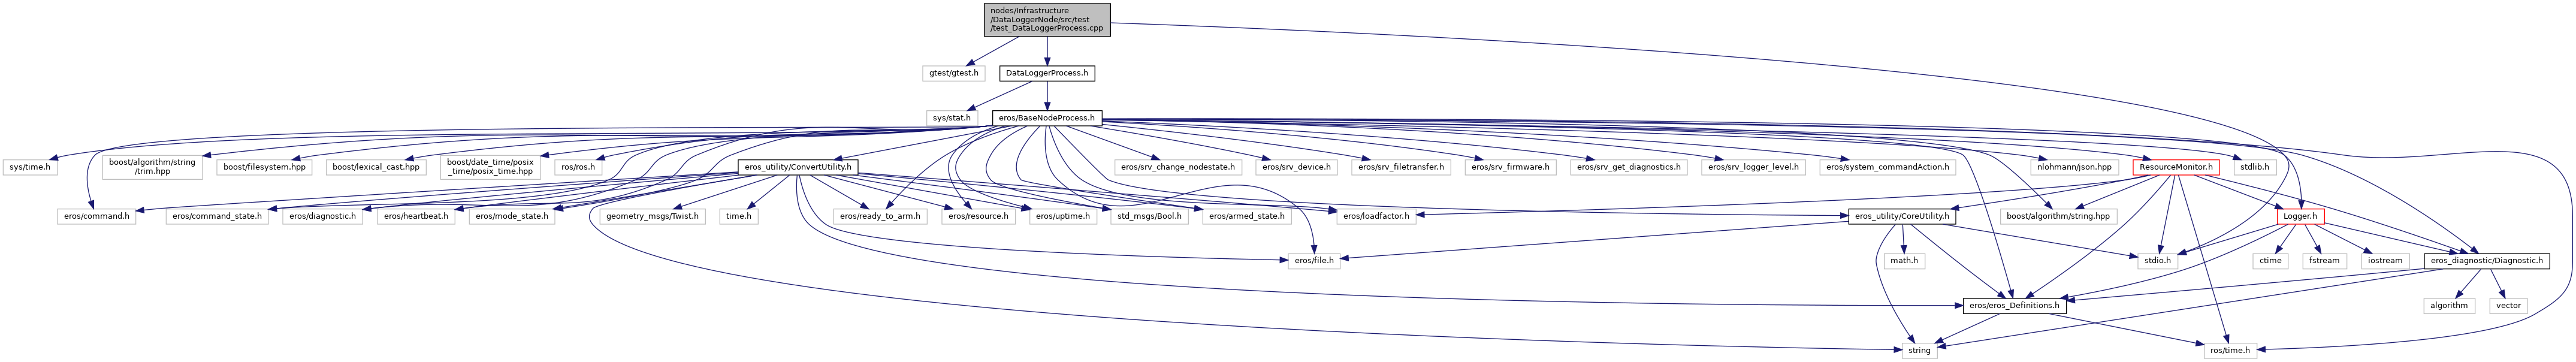 nodes/Infrastructure
/DataLoggerNode/src/test
/test_DataLoggerProcess.cpp
gtest/gtest.h
DataLoggerProcess.h
sys/stat.h
eros/BaseNodeProcess.h
sys/time.h
boost/algorithm/string
/trim.hpp
boost/filesystem.hpp
boost/lexical_cast.hpp
boost/date_time/posix
_time/posix_time.hpp
ros/ros.h
eros_utility/ConvertUtility.h
eros/srv_change_nodestate.h
eros/srv_device.h
eros/srv_filetransfer.h
eros/srv_firmware.h
eros/srv_get_diagnostics.h
eros/srv_logger_level.h
eros/system_commandAction.h
nlohmann/json.hpp
ResourceMonitor.h
stdlib.h
eros/command.h
eros/command_state.h
eros/diagnostic.h
eros/heartbeat.h
eros/mode_state.h
geometry_msgs/Twist.h
time.h
eros/ready_to_arm.h
eros/resource.h
eros/uptime.h
std_msgs/Bool.h
eros/armed_state.h
eros/loadfactor.h
eros_utility/CoreUtility.h
boost/algorithm/string.hpp
Logger.h
eros/file.h
math.h
stdio.h
ctime
fstream
iostream
eros_diagnostic/Diagnostic.h
eros/eros_Definitions.h
algorithm
vector
string
ros/time.h